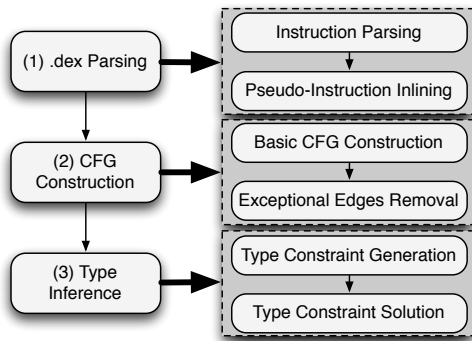 (1) .dex Parsing
Instruction Parsing
Pseudo-Instruction Inlining
(2) CFG
Construction
Basic CFG Construction
Exceptional Edges Removal
(3) Type
Inference
Type Constraint Generation
Type Constraint Solution